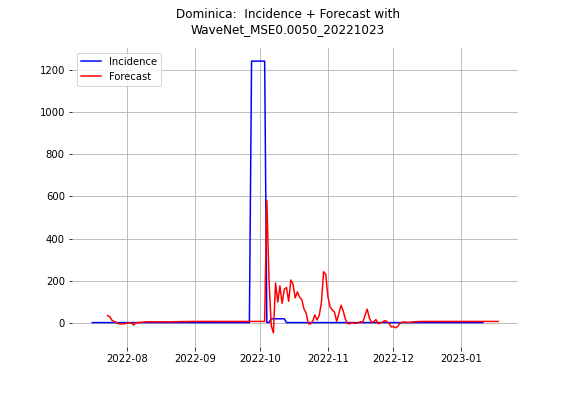 Dominica:  Incidence + Forecast with
WaveNet_MSE0.0050_20221023
Incidence
Forecast
1200
1000
800
600
400
200
0
2022-08 2022-09 2022-10 2022-11 2022-12 2023-01